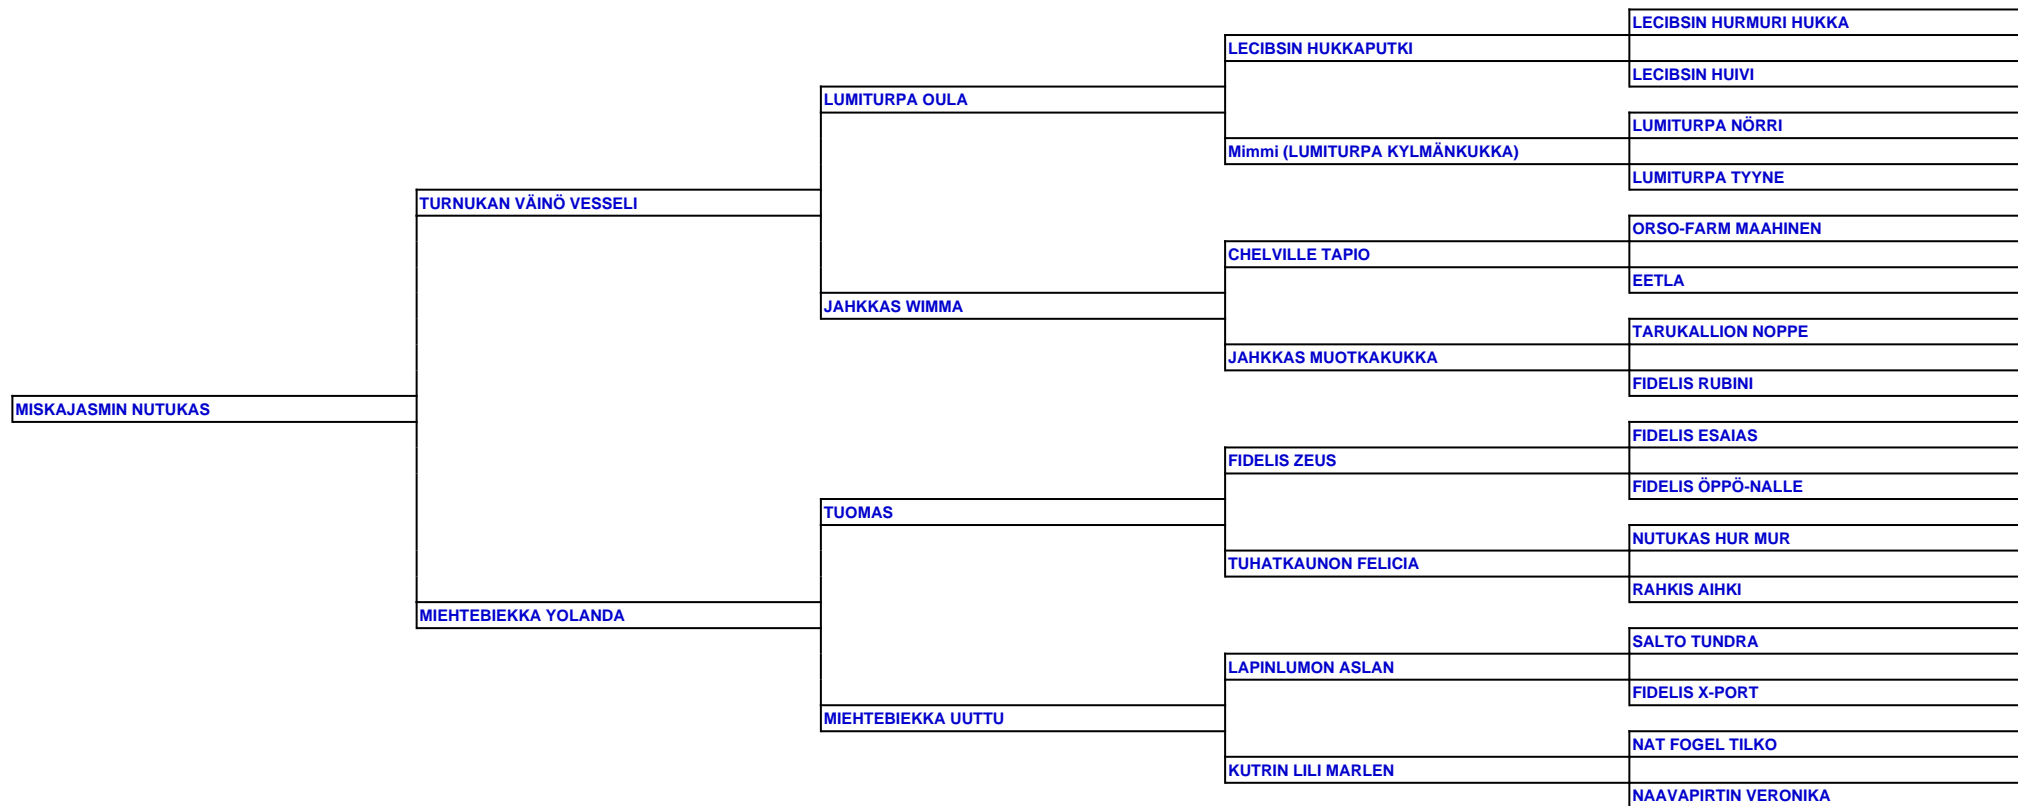 LECIBSIN HURMURI HUKKA
LECIBSIN HUKKAPUTKI
LECIBSIN HUIVI
LUMITURPA OULA
LUMITURPA NÖRRI
Mimmi (LUMITURPA KYLMÄNKUKKA)
LUMITURPA TYYNE
TURNUKAN VÄINÖ VESSELI
ORSO-FARM MAAHINEN
CHELVILLE TAPIO
EETLA
JAHKKAS WIMMA
TARUKALLION NOPPE
JAHKKAS MUOTKAKUKKA
FIDELIS RUBINI
MISKAJASMIN NUTUKAS
FIDELIS ESAIAS
FIDELIS ZEUS
FIDELIS ÖPPÖ-NALLE
TUOMAS
NUTUKAS HUR MUR
TUHATKAUNON FELICIA
RAHKIS AIHKI
MIEHTEBIEKKA YOLANDA
SALTO TUNDRA
LAPINLUMON ASLAN
FIDELIS X-PORT
MIEHTEBIEKKA UUTTU
NAT FOGEL TILKO
KUTRIN LILI MARLEN
NAAVAPIRTIN VERONIKA